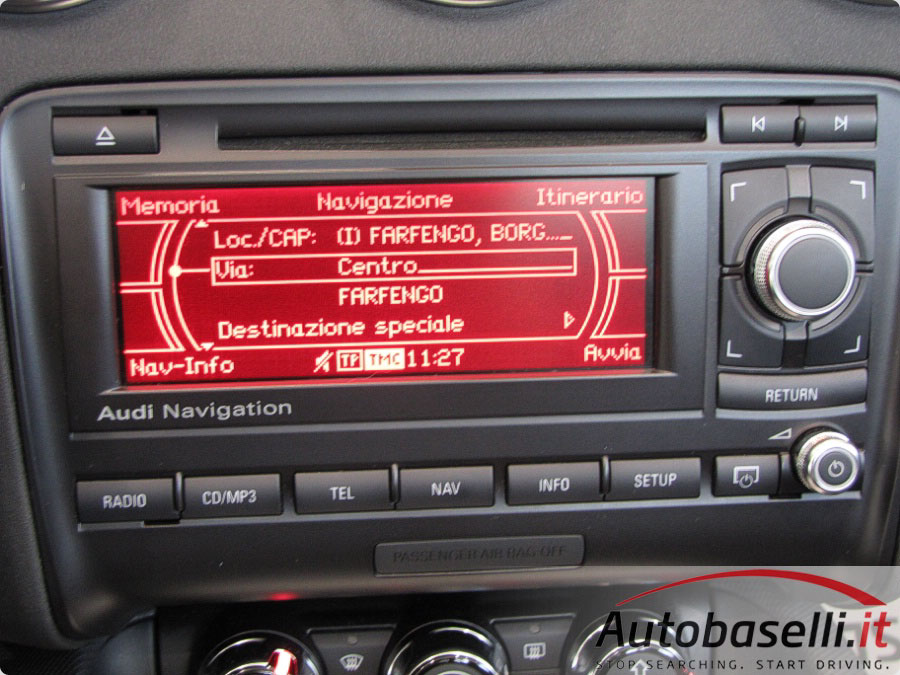 Memoria Navigazione Itinerario
Loc./CAP: (I) FARFENGO, BORG...
Via: Centro
FARFENGO
Destinazione speciale
Nav-Info TP TMC 11:27 Avvia
Audi Navigation
RETURN
RADIO CD/MP3 TEL NAV INFO SETUP
PASSENGER AIR BAG OFF
Autobaselli.it
STOP SEARCHING. START DRIVING.